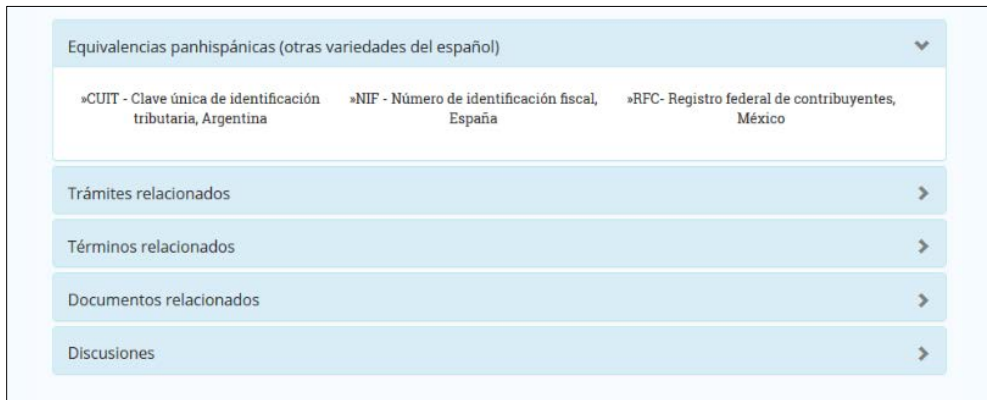 Equivalencias panhispánicas (otras variedades del español)
»CUIT - Clave única de identificación
tributaria, Argentina
»NIF - Número de identificación fiscal,
España
»RFC- Registro federal de contribuyentes,
México
Trámites relacionados
Términos relacionados
Documentos relacionados
Discusiones